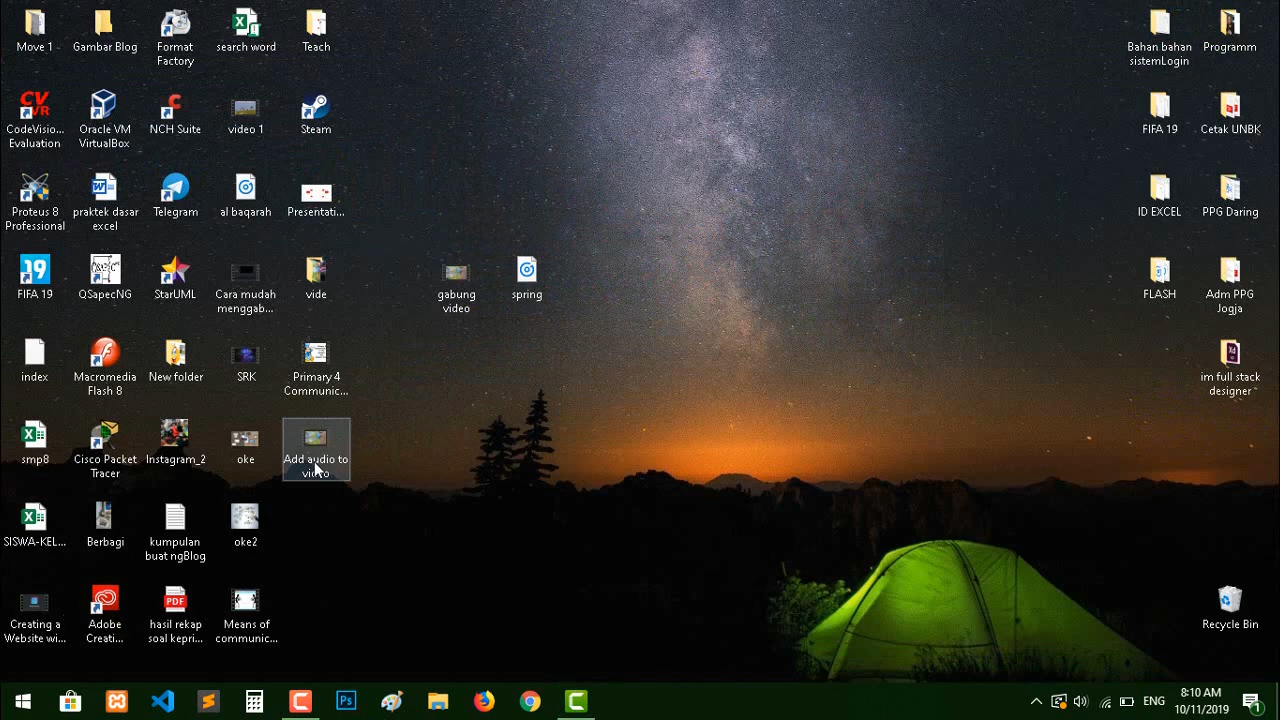 Move 1
Gambar Blog
Format
Factory
search word
Teach
Bahan bahan
sistemLogin
Programm
CodeVisio...
Evaluation
Oracle VM
VirtualBox
NCH Suite
video 1
Steam
FIFA 19
Cetak UNBK
Proteus 8
Professional
praktek dasar
excel
Telegram
al baqarah
Presentati...
ID EXCEL
PPG Daring
FIFA 19
QSapecNG
StarUML
Cara mudah
menggab...
vide
gabung
video
spring
FLASH
Adm PPG
Jogja
index
Macromedia
Flash 8
New folder
SRK
Primary 4
Communic...
im full stack
designer
smp8
Cisco Packet
Tracer
Instagram_2
oke
Add audio to
video
SISWA-KEL...
Berbagi
kumpulan
buat ngBlog
oke2
Creating a
Website wi...
Adobe
Creati...
hasil rekap
soal kepri...
Means of
communic...
Recycle Bin
ENG
8:10 AM
10/11/2019